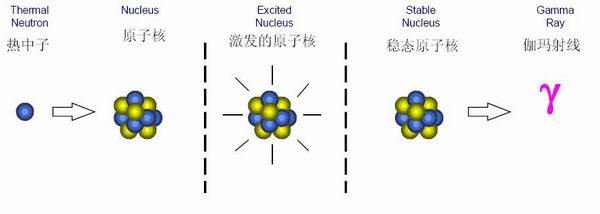 Thermal
Neutron
热中子
Nucleus
原子核
Excited
Nucleus
激发的原子核
Stable
Nucleus
稳态原子核
Gamma
Ray
伽玛射线
γ